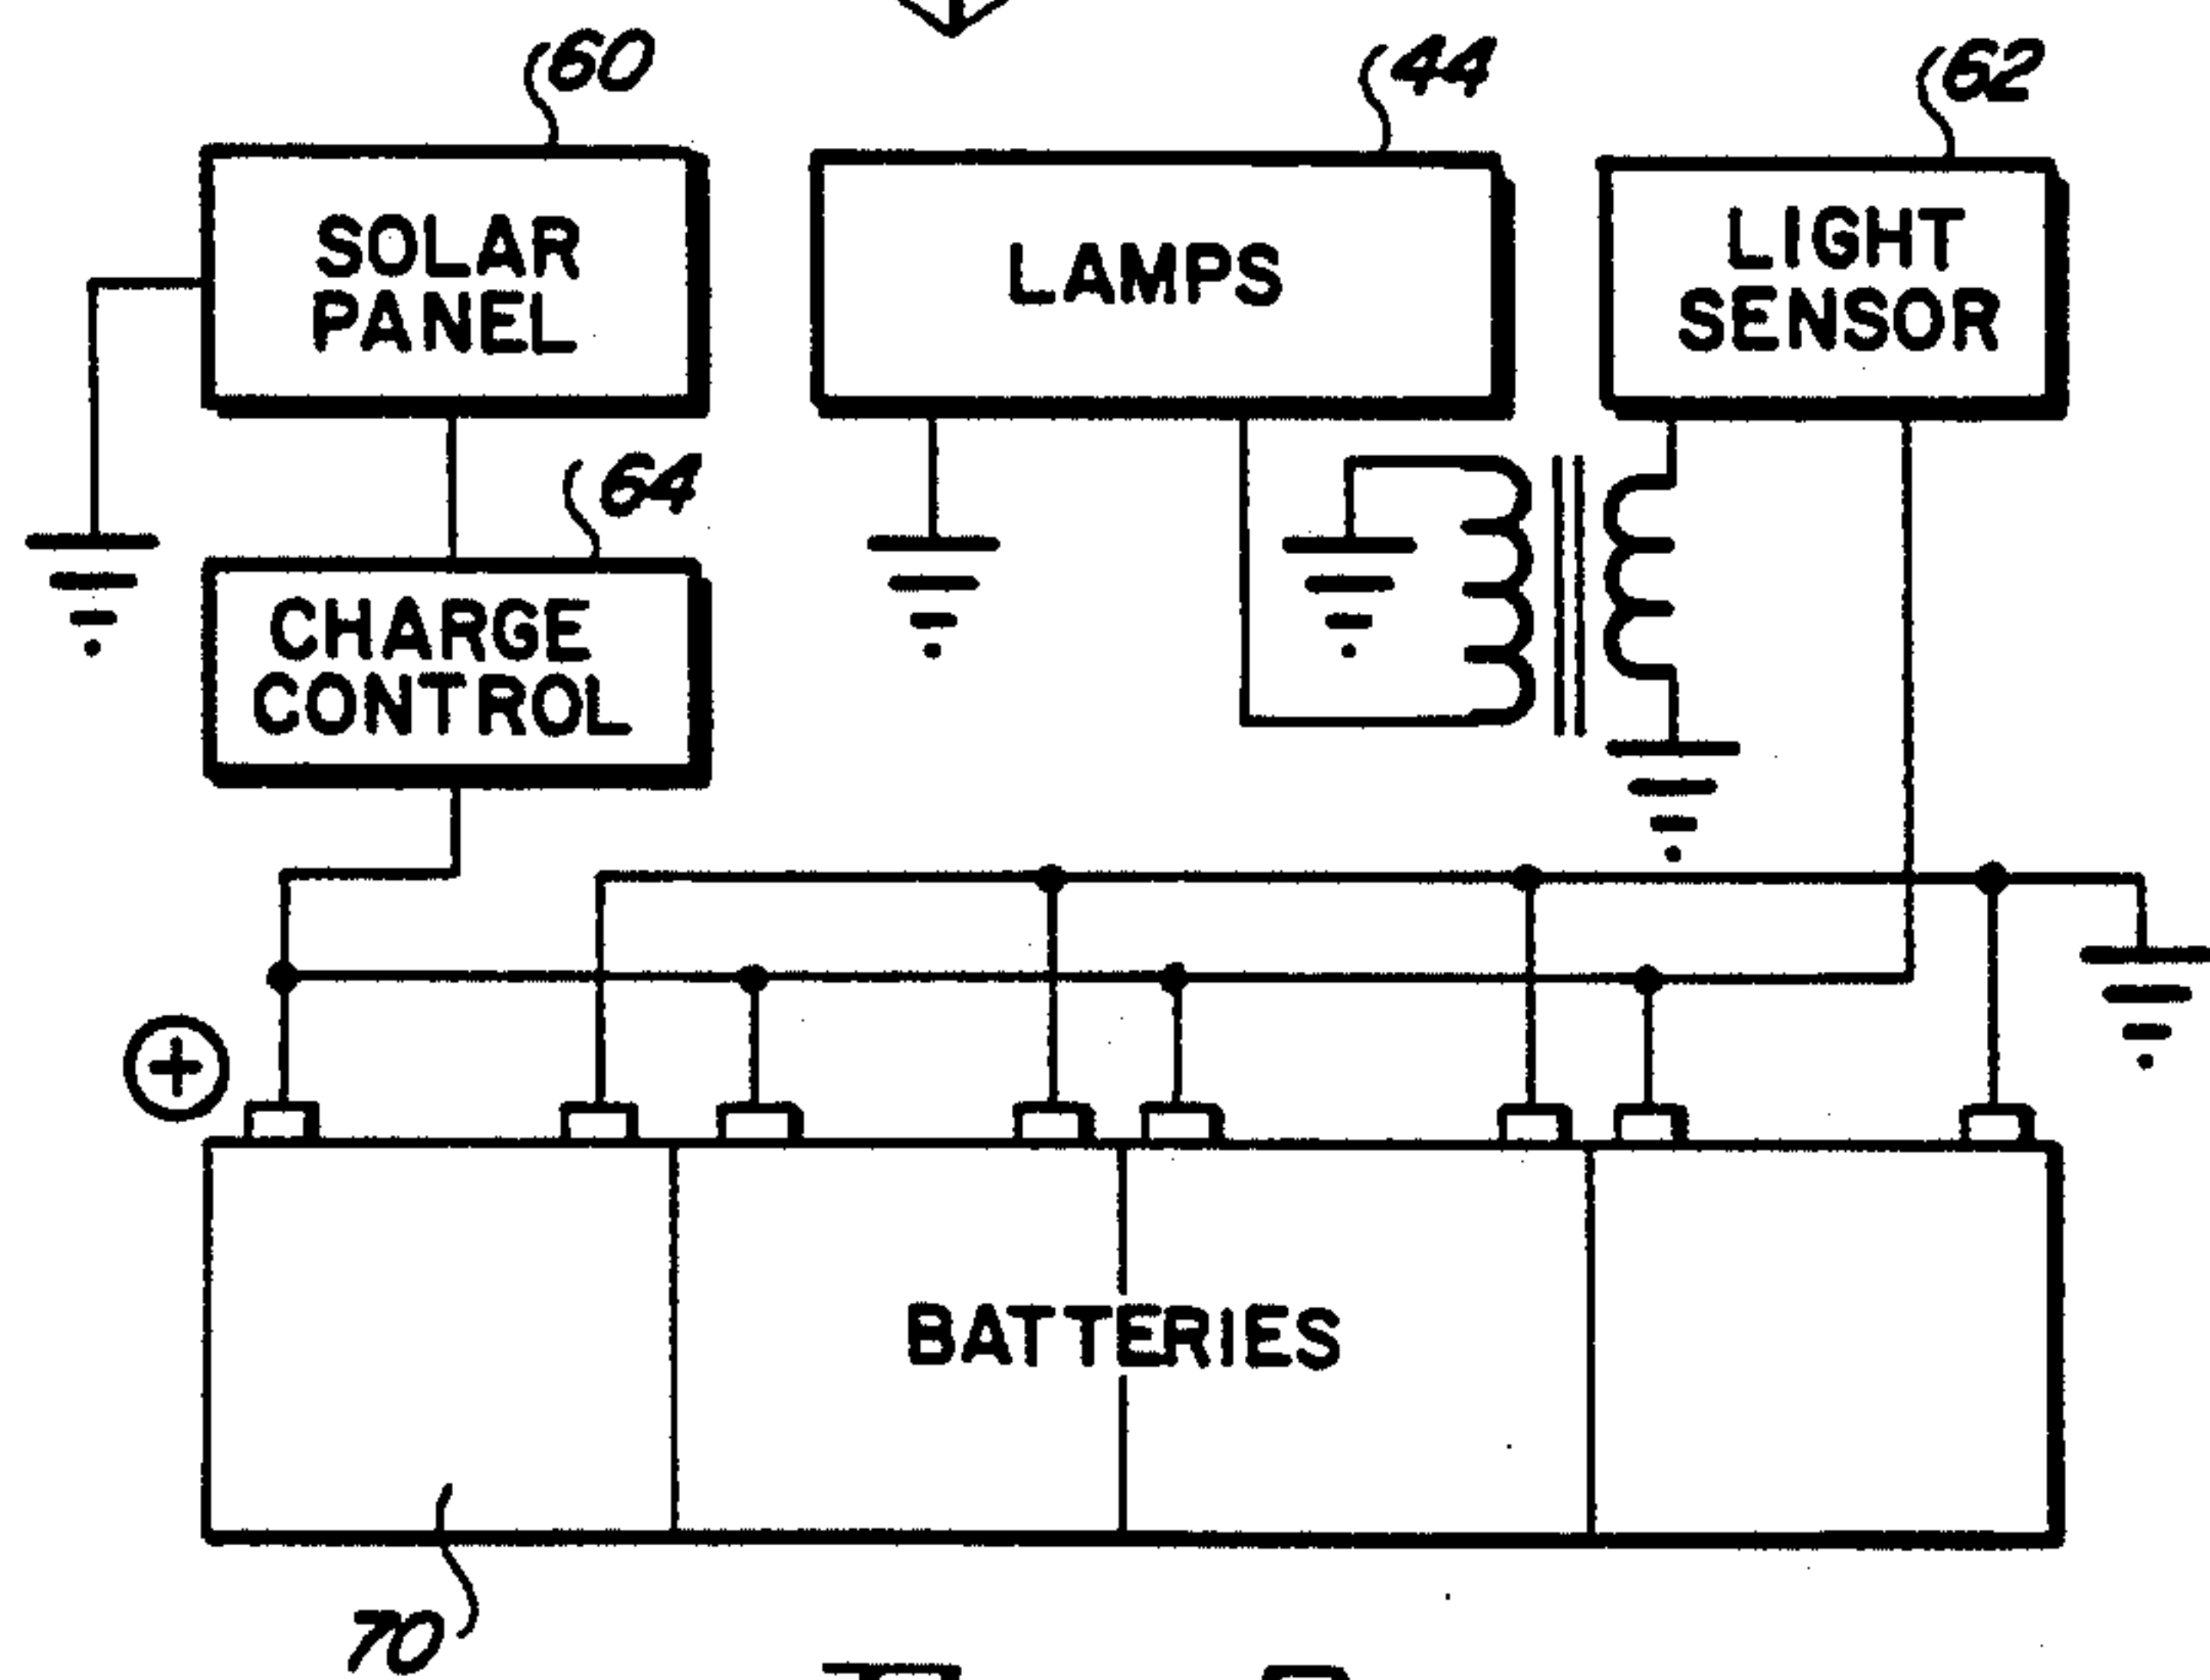 60
44
62
SOLAR
PANEL
LAMPS
LIGHT
SENSOR
64
CHARGE
CONTROL
+
BATTERIES
70